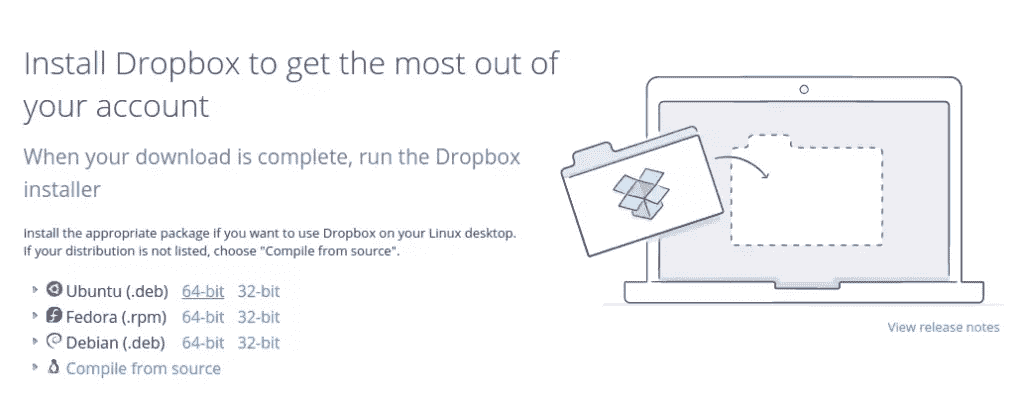 Install Dropbox to get the most out of
your account
When your download is complete, run the Dropbox
installer
Install the appropriate package if you want to use Dropbox on your Linux desktop.
If your distribution is not listed, choose "Compile from source".
Ubuntu (.deb) 64-bit 32-bit
Fedora (.rpm) 64-bit 32-bit
Debian (.deb) 64-bit 32-bit
Compile from source
View release notes